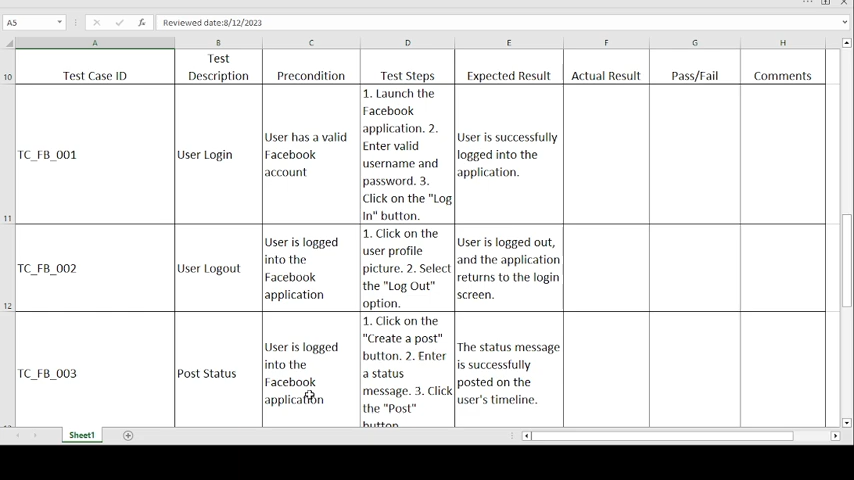 A5
fx
Reviewed date:8/12/2023
A B C D E F G H
10
Test Case ID
Test
Description
Precondition
Test Steps
Expected Result
Actual Result
Pass/Fail
Comments
11
TC_FB_001
User Login
User has a valid
Facebook
account
1. Launch the
Facebook
application. 2.
Enter valid
username and
password. 3.
Click on the "Log
In" button.
User is successfully
logged into the
application.
12
TC_FB_002
User Logout
User is logged
into the
Facebook
application
1. Click on the
user profile
picture. 2. Select
the "Log Out"
option.
User is logged out,
and the application
returns to the login
screen.
TC_FB_003
Post Status
User is logged
into the
Facebook
application
1. Click on the
"Create a post"
button. 2. Enter
a status
message. 3. Click
the "Post"
button.
The status message
is successfully
posted on the
user's timeline.
Sheet1